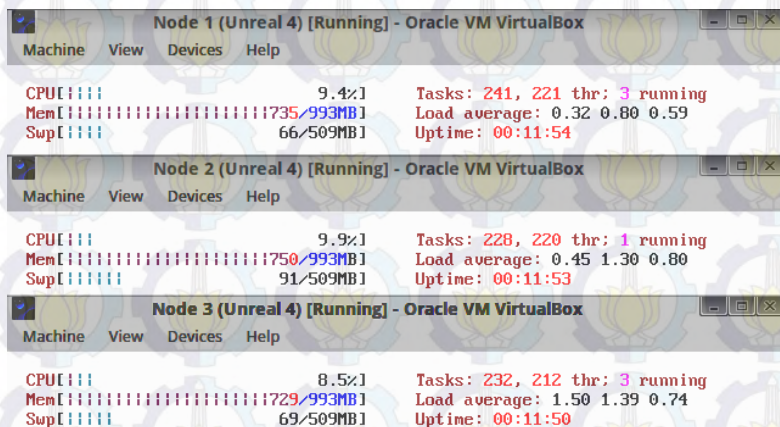 Node 1 (Unreal 4) [Running] - Oracle VM VirtualBox
Machine View Devices Help
CPU[|||| 9.4%] Tasks: 241, 221 thr; 3 running
Mem[||||||||||||||||||||||735/993MB] Load average: 0.32 0.80 0.59
Swp[|||| 66/509MB] Uptime: 00:11:54
Node 2 (Unreal 4) [Running] - Oracle VM VirtualBox
Machine View Devices Help
CPU[||| 9.9%] Tasks: 228, 220 thr; 1 running
Mem[||||||||||||||||||||||750/993MB] Load average: 0.45 1.30 0.80
Swp[|||||| 91/509MB] Uptime: 00:11:53
Node 3 (Unreal 4) [Running] - Oracle VM VirtualBox
Machine View Devices Help
CPU[||| 8.5%] Tasks: 232, 212 thr; 3 running
Mem[||||||||||||||||||||||729/993MB] Load average: 1.50 1.39 0.74
Swp[||||| 69/509MB] Uptime: 00:11:50